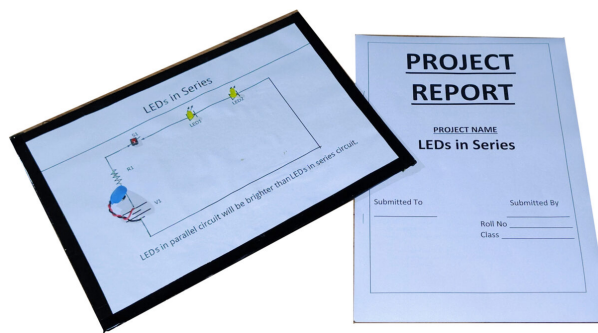 LEDs in Series
S1
LED1
LED2
R1
V1
LEDs in parallel circuit will be brighter than LEDs in series circuit.
PROJECT
REPORT
PROJECT NAME
LEDs in Series
Submitted To
Submitted By
Roll No
Class